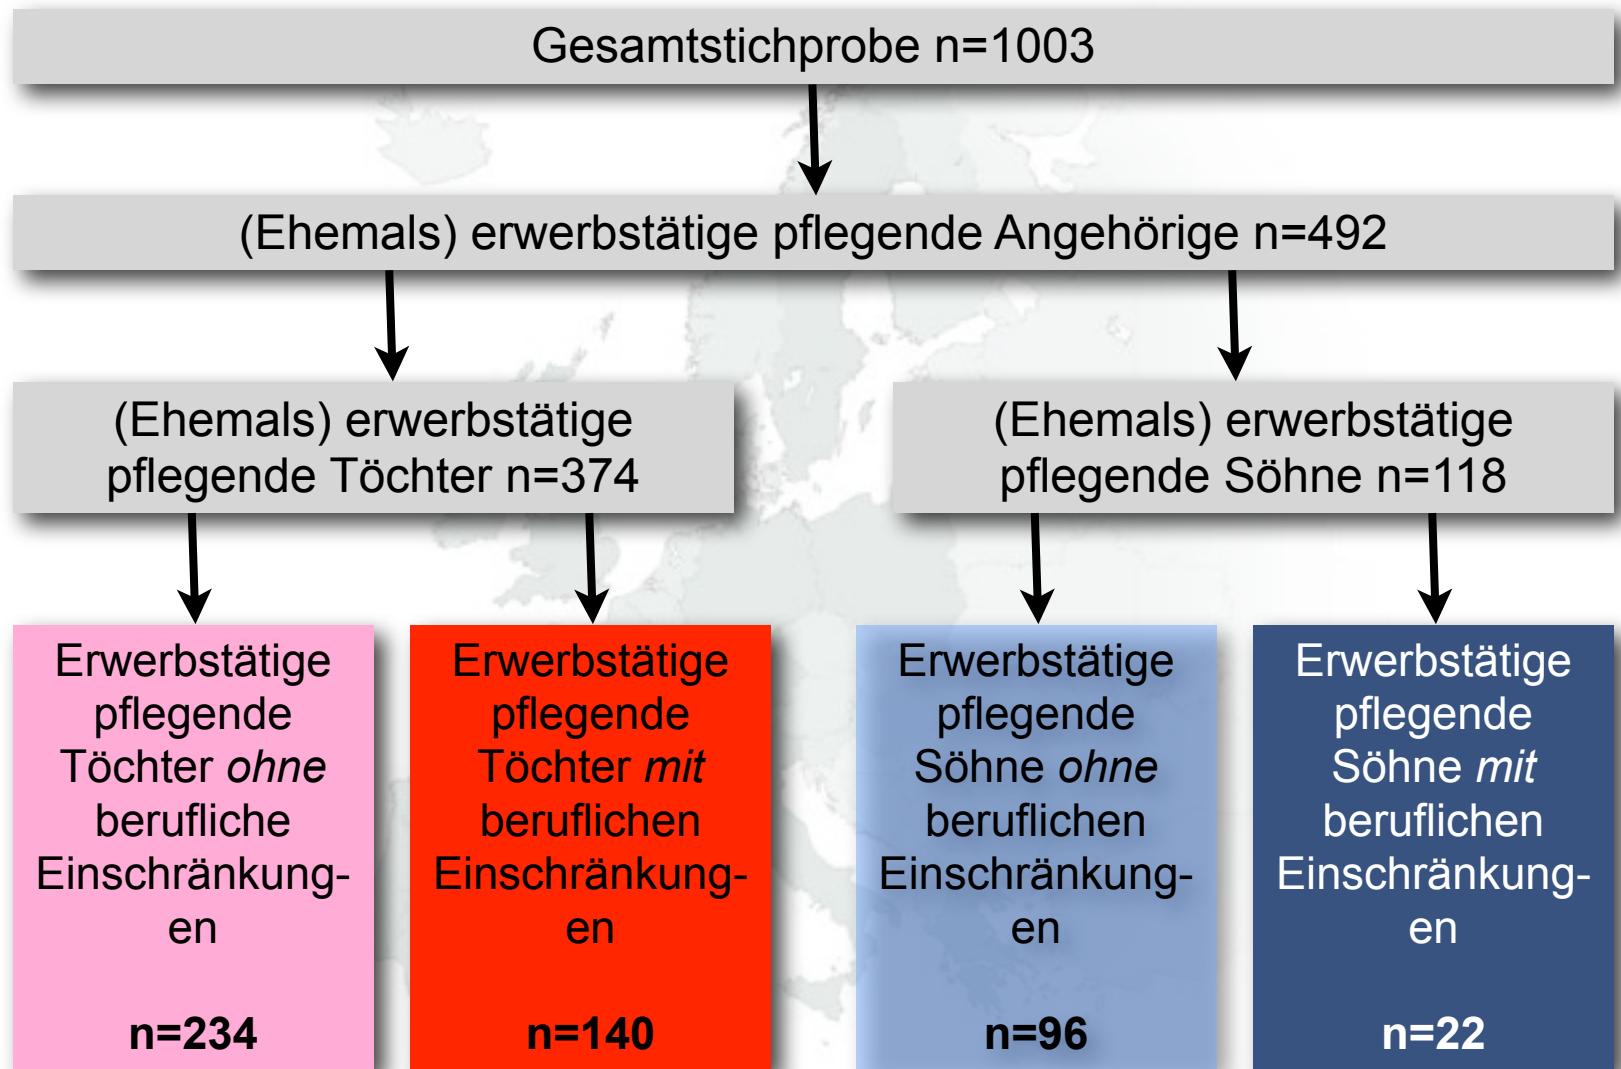 Gesamtstichprobe n=1003
(Ehemals) erwerbstätige pflegende Angehörige n=492
(Ehemals) erwerbstätige
pflegende Töchter n=374
(Ehemals) erwerbstätige
pflegende Söhne n=118
Erwerbstätige
pflegende
Töchter ohne
berufliche
Einschränkung-
en
n=234
Erwerbstätige
pflegende
Töchter mit
beruflichen
Einschränkung-
en
n=140
Erwerbstätige
pflegende
Söhne ohne
beruflichen
Einschränkung-
en
n=96
Erwerbstätige
pflegende
Söhne mit
beruflichen
Einschränkung-
en
n=22